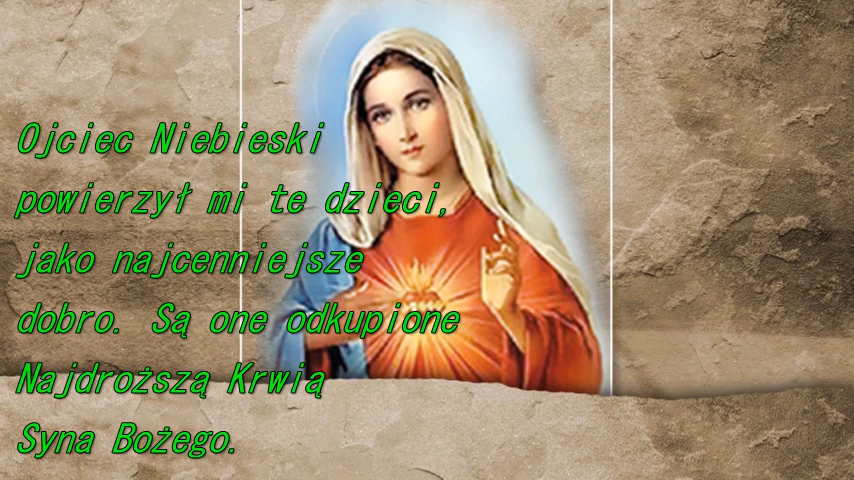 Ojciec Niebieski
powierzył mi te dzieci,
jako najcenniejsze
dobro. Są one odkupione
Najdroższą Krwią
Syna Bożego.